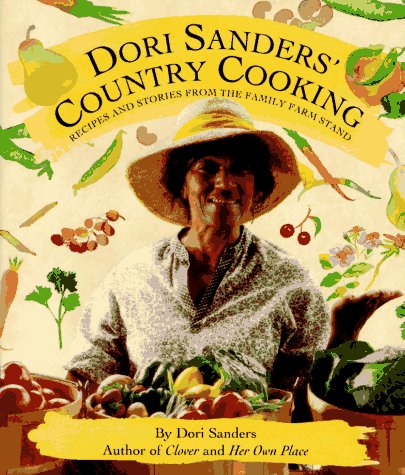 DORI SANDERS'
COUNTRY COOKING
RECIPES AND STORIES FROM THE FAMILY FARM STAND
By Dori Sanders
Author of Clover and Her Own Place